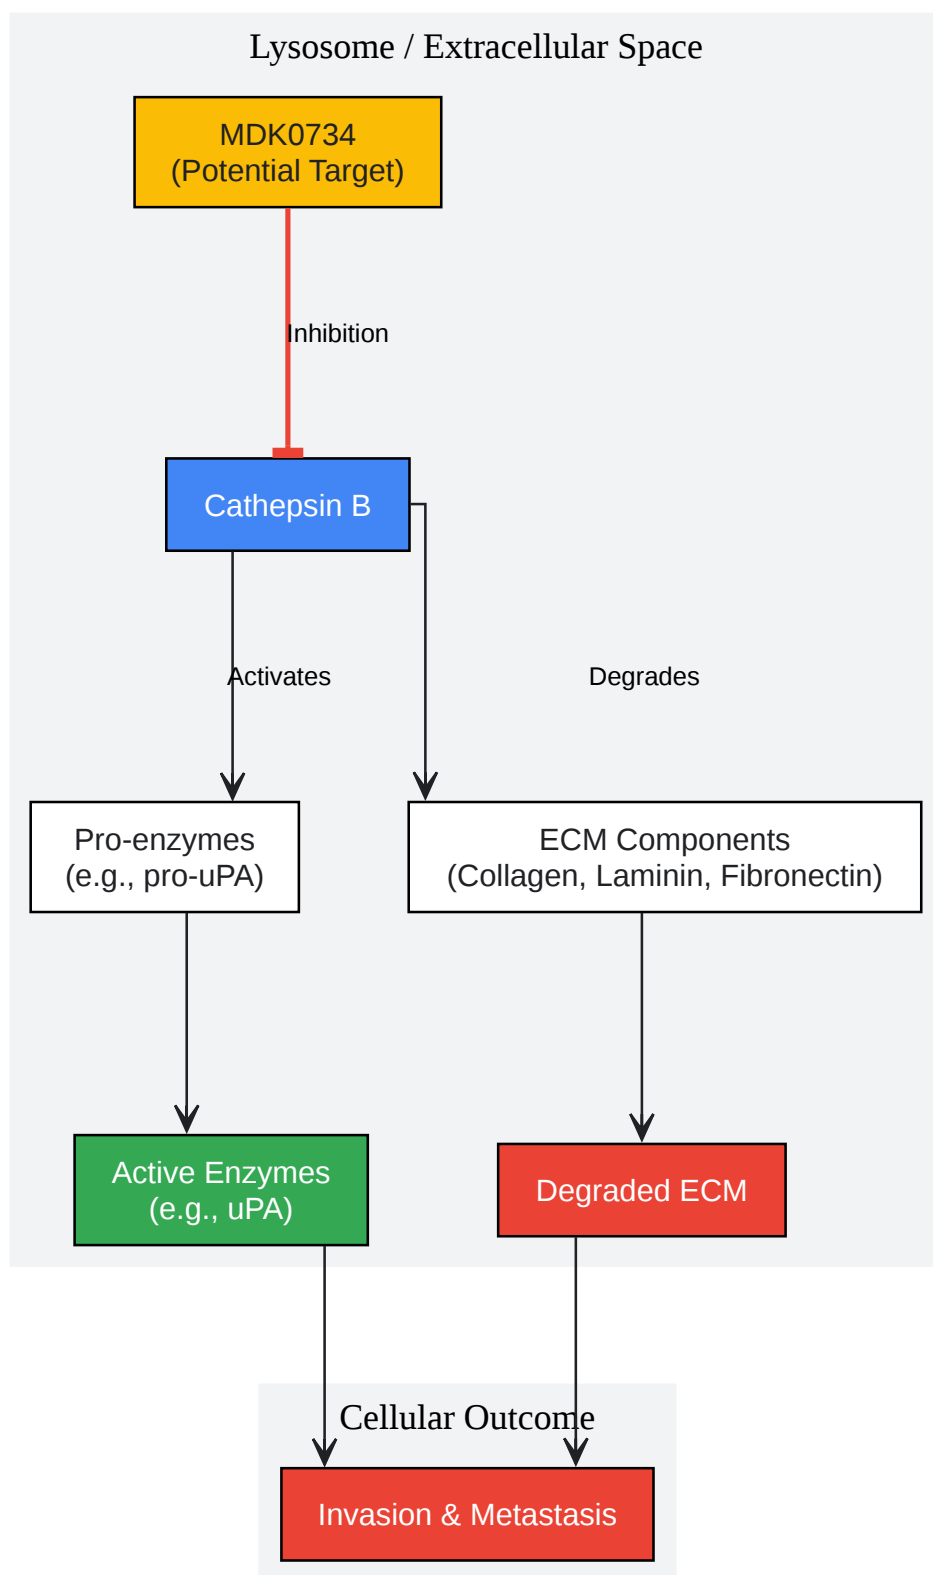 Lysosome / Extracellular Space
MDK0734
(Potential Target)
Inhibition
Cathepsin B
Activates
Degrades
Pro-enzymes
(e.g., pro-uPA)
ECM Components
(Collagen, Laminin, Fibronectin)
Active Enzymes
(e.g., uPA)
Degraded ECM
Cellular Outcome
Invasion & Metastasis